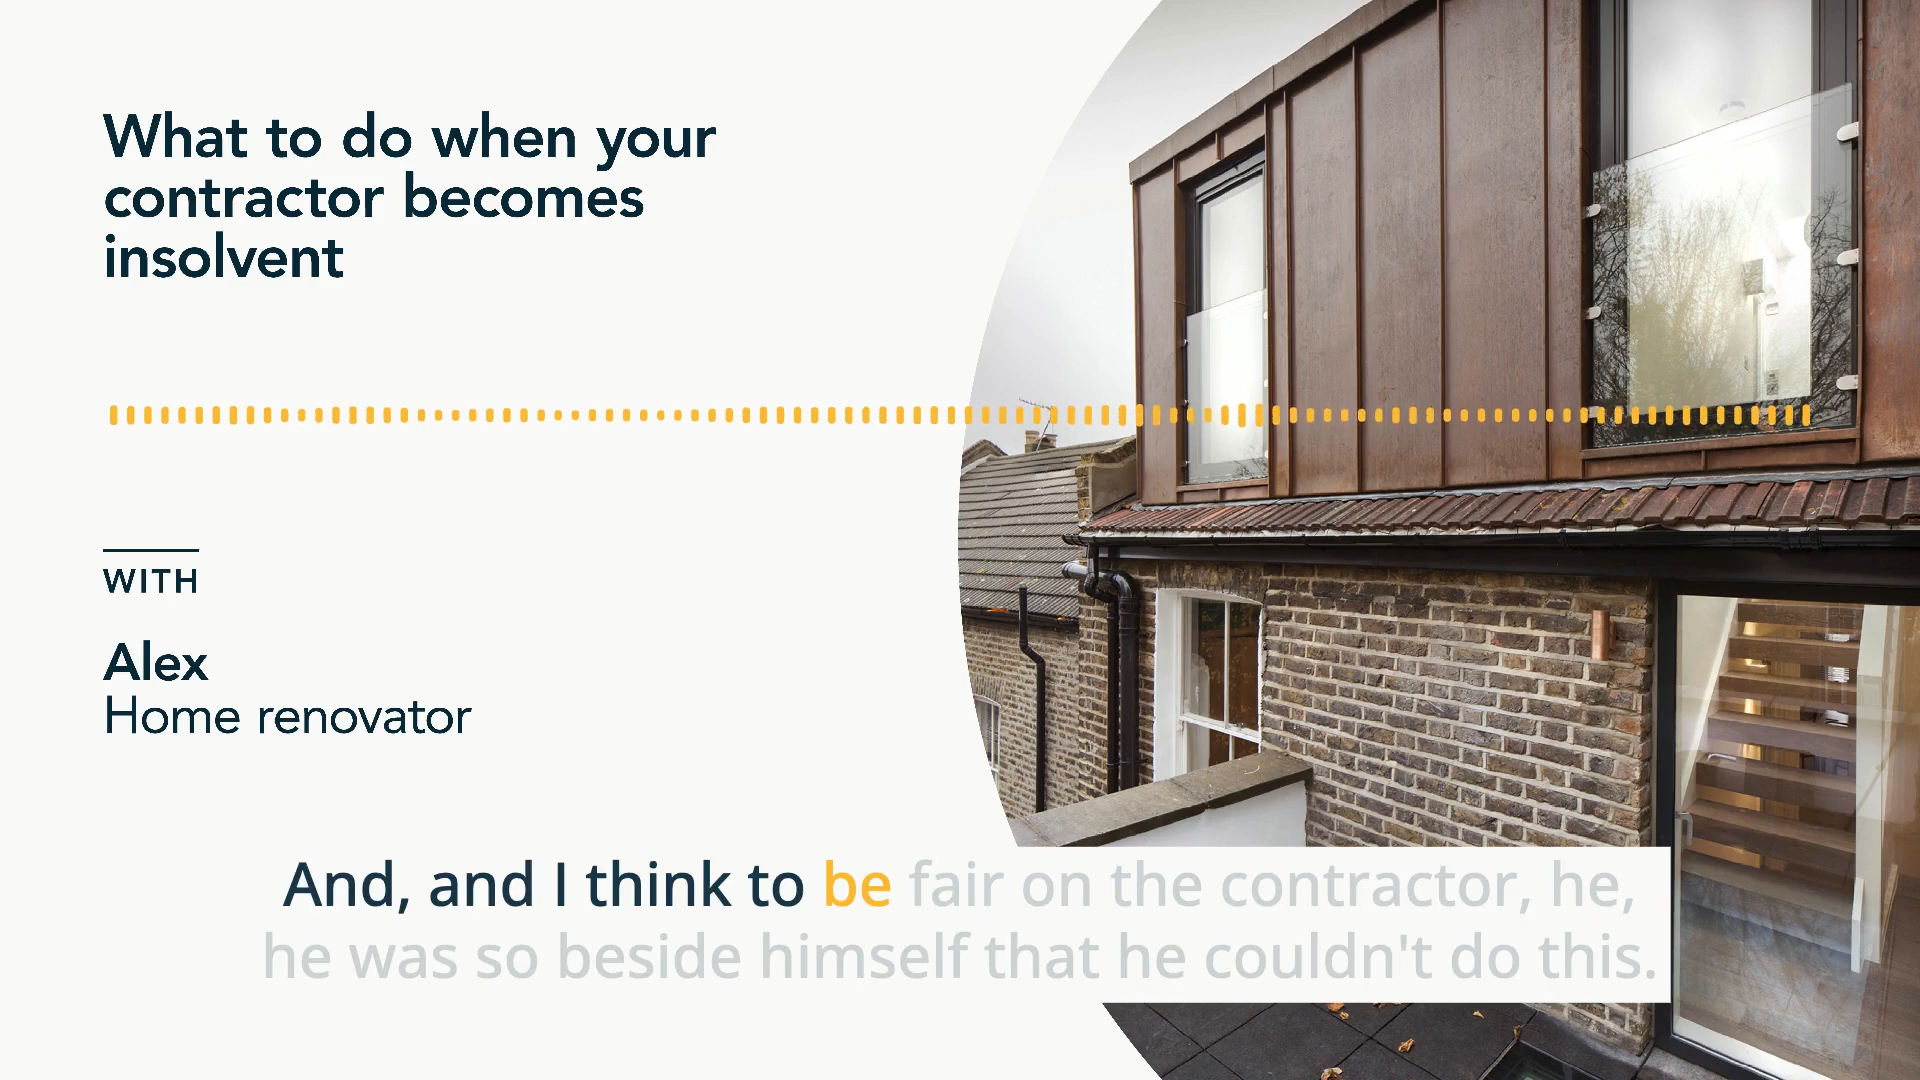 What to do when your
contractor becomes
insolvent
WITH
Alex
Home renovator
And, and I think to be fair on the contractor, he,
he was so beside himself that he couldn't do this.